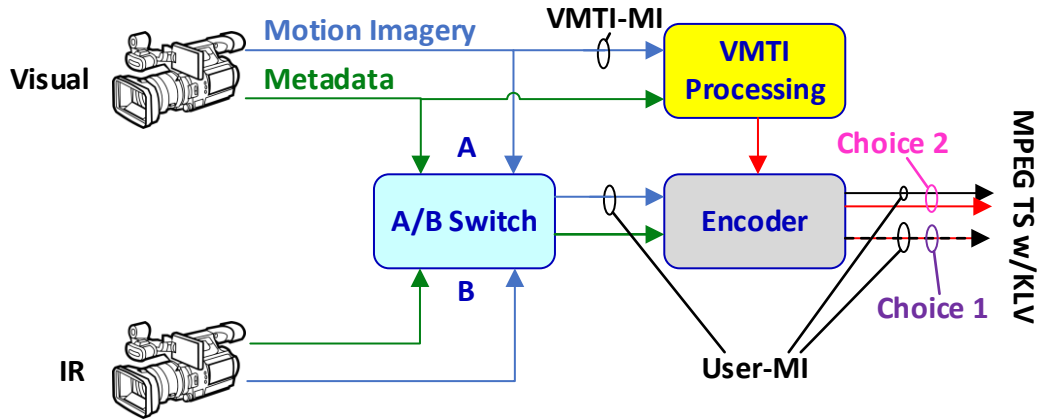 VMTI-MI
Motion Imagery
Visual
Metadata
VMTI
Processing
A
Choice 2
A/B Switch
Encoder
MPEG TS w/KLV
B
Choice 1
User-MI
IR